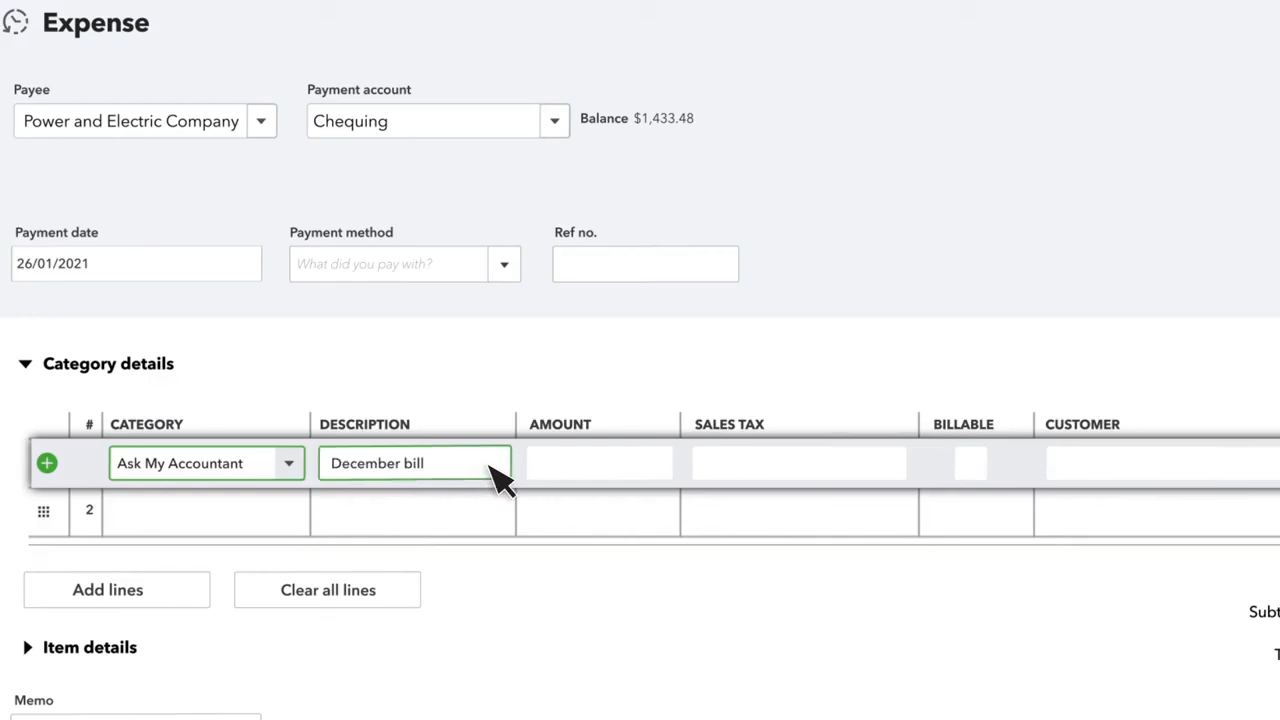 Expense
Payee Payment account
Power and Electric Company Chequing Balance $1,433.48
Payment date Payment method Ref no.
26/01/2021 What did you pay with?
Category details
# CATEGORY DESCRIPTION AMOUNT SALES TAX BILLABLE CUSTOMER
Ask My Accountant December bill
2
Add lines Clear all lines
Subt
Item details
T
Memo